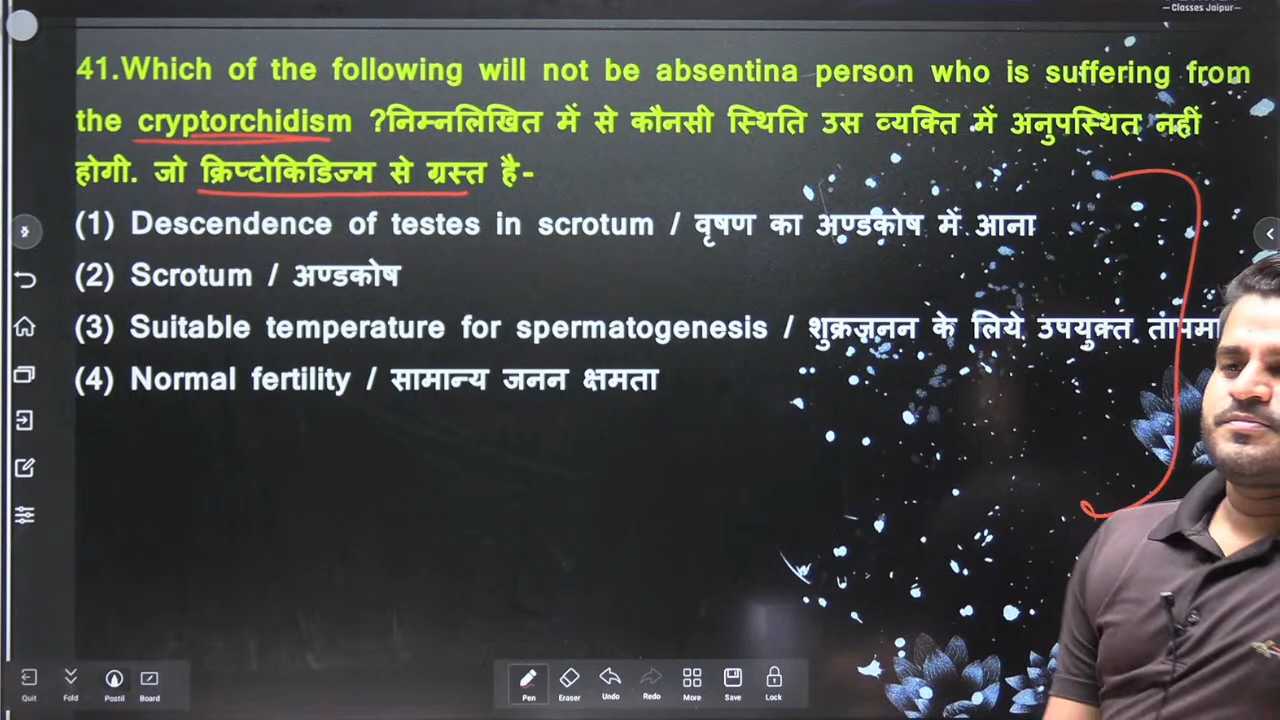 —Classes Jaipur—
41.Which of the following will not be absentina person who is suffering from
the cryptorchidism ?निम्नलिखित में से कौनसी स्थिति उस व्यक्ति में अनुपस्थित नहीं
होगी. जो क्रिप्टोकिडिज्म से ग्रस्त है-
(1) Descendence of testes in scrotum / वृषण का अण्डकोष में आना
(2) Scrotum / अण्डकोष
(3) Suitable temperature for spermatogenesis / शुक्रजनन के लिये उपयुक्त तापमा
(4) Normal fertility / सामान्य जनन क्षमता
Quit Fold Postil Board Pen Eraser Undo Redo More Save Lock